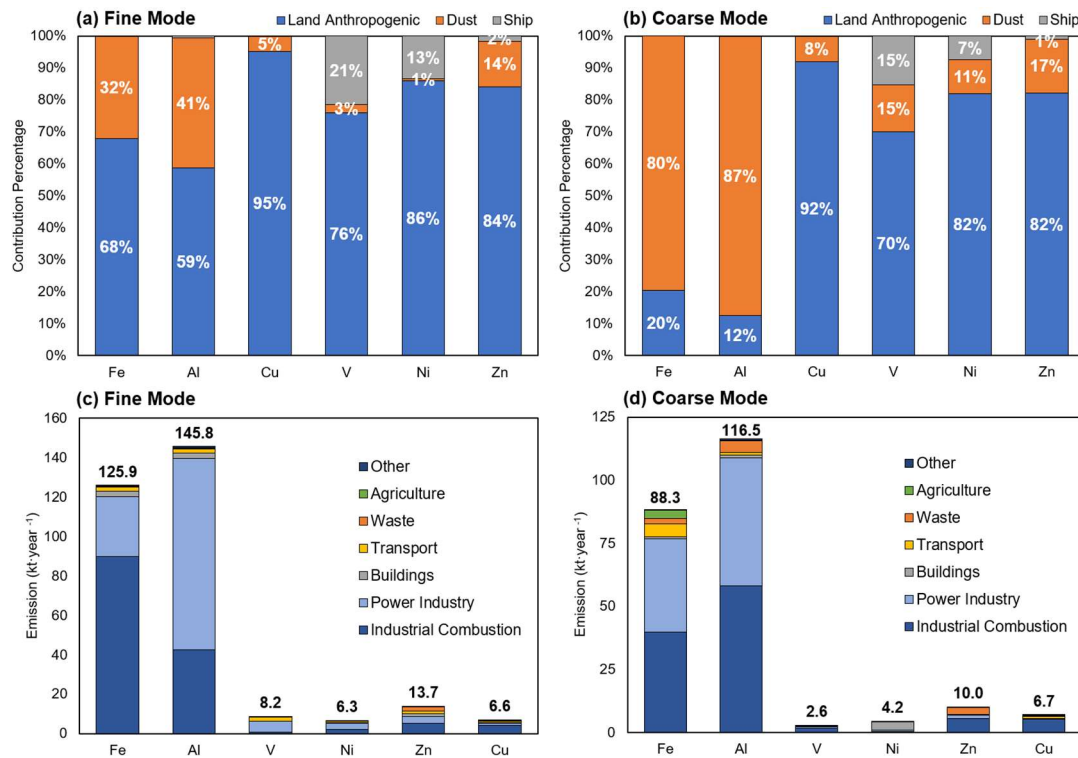 (a) Fine Mode
Land Anthropogenic Dust Ship
100%
90%
80%
70%
60%
50%
40%
30%
20%
10%
0%
Contribution Percentage
32%
68%
41%
59%
5%
95%
21%
3%
76%
13%
1%
86%
2%
14%
84%
Fe Al Cu V Ni Zn
(b) Coarse Mode
Land Anthropogenic Dust Ship
100%
90%
80%
70%
60%
50%
40%
30%
20%
10%
0%
Contribution Percentage
80%
20%
87%
12%
8%
92%
15%
15%
70%
7%
11%
82%
1%
17%
82%
Fe Al Cu V Ni Zn
(c) Fine Mode
160
140
120
100
80
60
40
20
0
Emission (kt·year⁻¹)
125.9
145.8
8.2
6.3
13.7
6.6
Other
Agriculture
Waste
Transport
Buildings
Power Industry
Industrial Combustion
Fe Al V Ni Zn Cu
(d) Coarse Mode
125
100
75
50
25
0
Emission (kt·year⁻¹)
88.3
116.5
2.6
4.2
10.0
6.7
Other
Agriculture
Waste
Transport
Buildings
Power Industry
Industrial Combustion
Fe Al V Ni Zn Cu